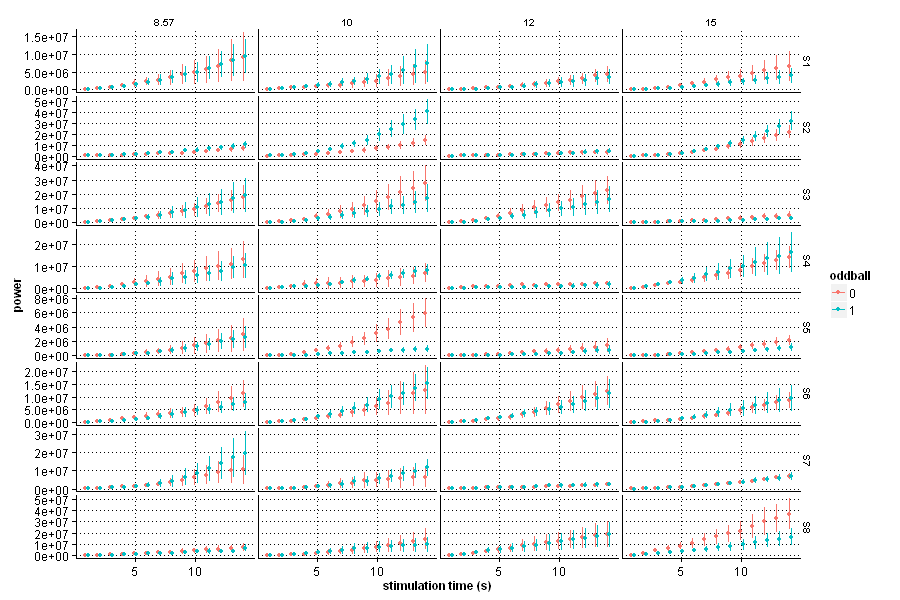 8.57 10 12 15
1.5e+07
1.0e+07
5.0e+06
0.0e+00
S1
5e+07
4e+07
3e+07
2e+07
1e+07
0e+00
S2
4e+07
3e+07
2e+07
1e+07
0e+00
S3
2e+07
1e+07
0e+00
S4
8e+06
6e+06
4e+06
2e+06
0e+00
S5
2.0e+07
1.5e+07
1.0e+07
5.0e+06
0.0e+00
S6
3e+07
2e+07
1e+07
0e+00
S7
5e+07
4e+07
3e+07
2e+07
1e+07
0e+00
S8
power
5 10 5 10 5 10 5 10
stimulation time (s)
oddball
0
1